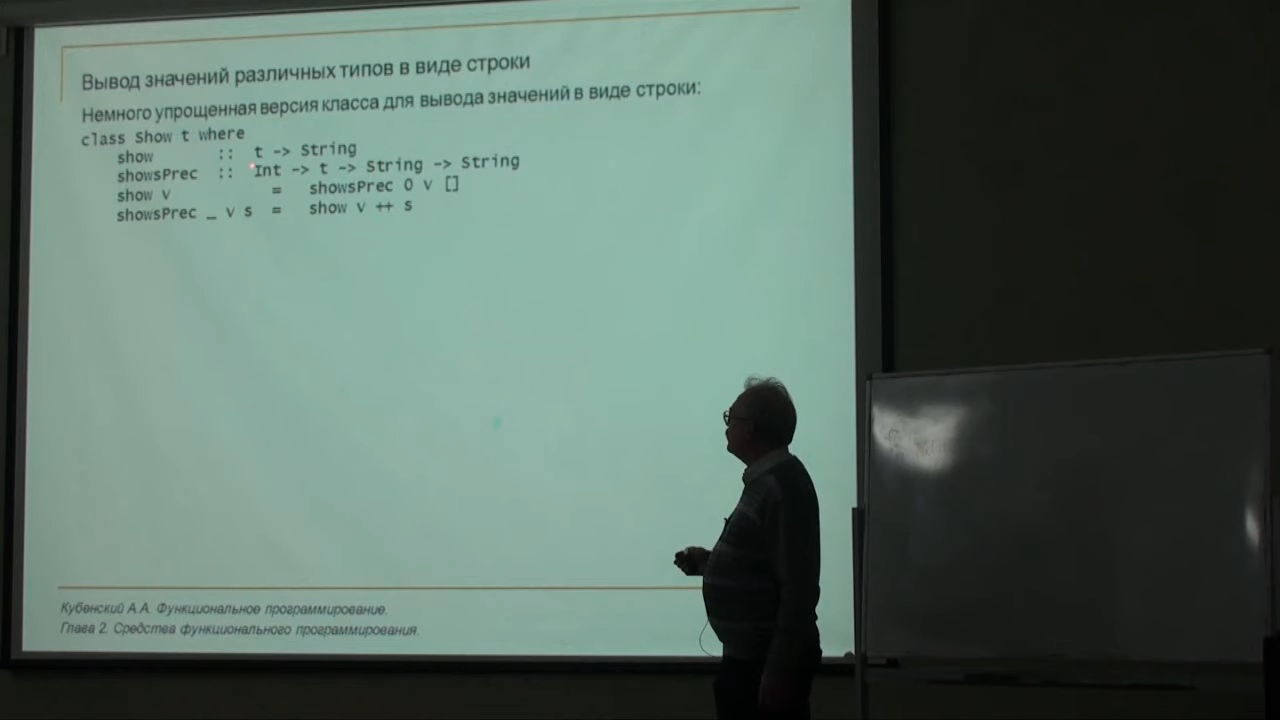 Вывод значений различных типов в виде строки
Немного упрощенная версия класса для вывода значений в виде строки:
class Show t where
show :: t -> String
showsPrec :: Int -> t -> String -> String
show v = showsPrec 0 v []
showsPrec _ v s = show v ++ s
Кубенский А.А. Функциональное программирование.
Глава 2. Средства функционального программирования.